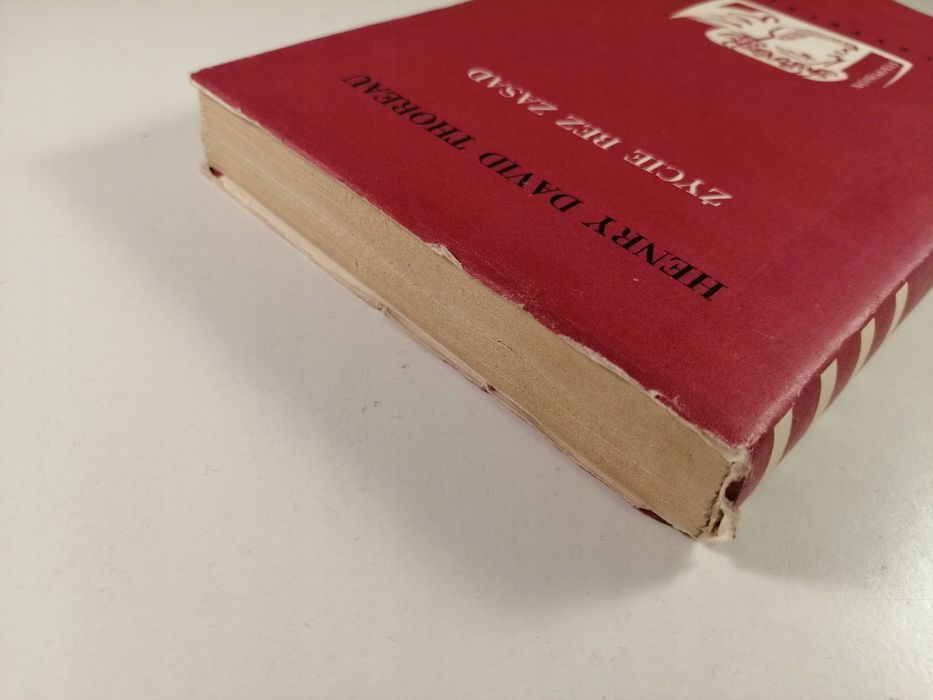 HENRY DAVID THOREAU
ŻYCIE BEZ ZASAD